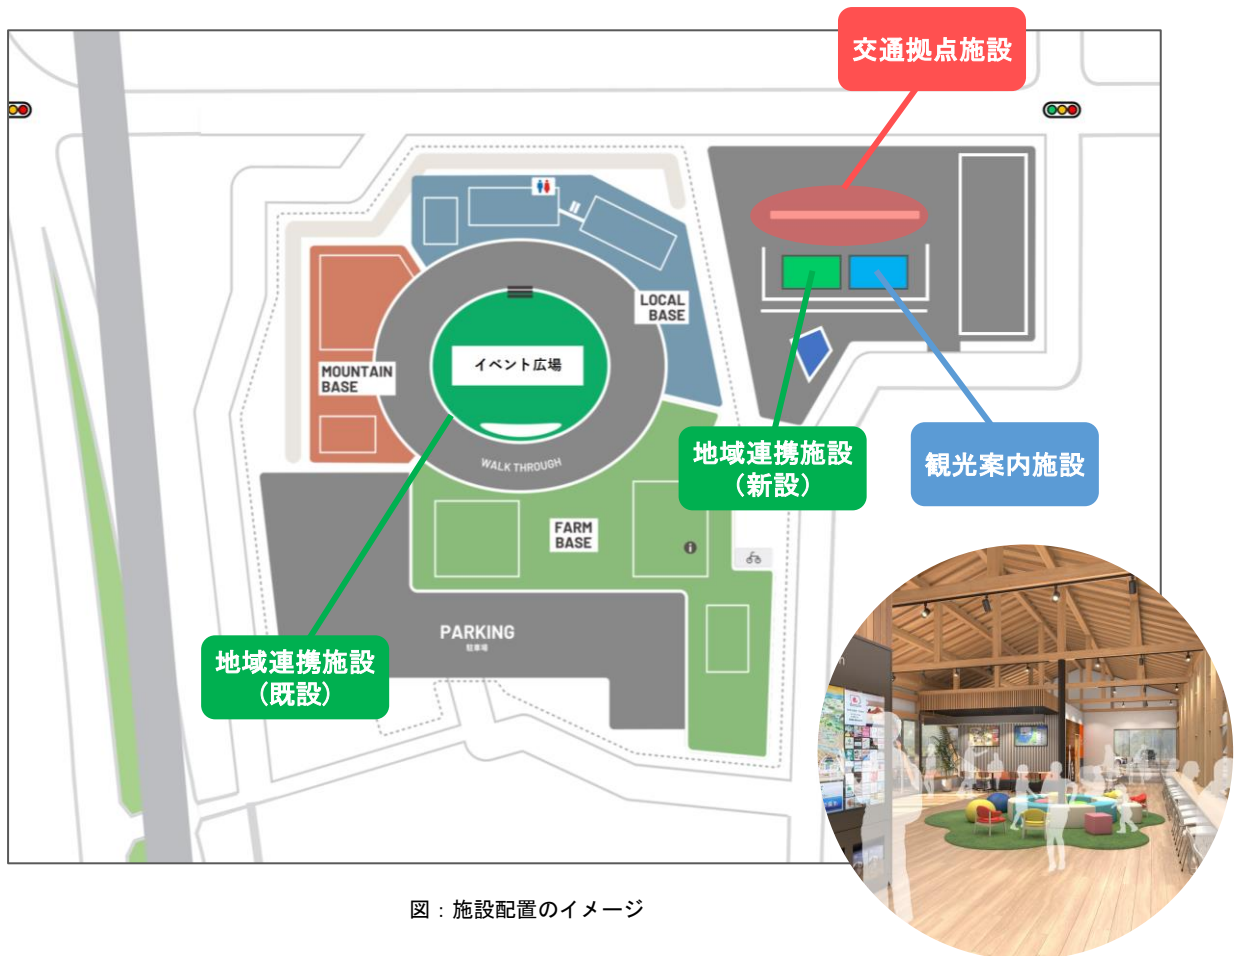 交通拠点施設
LOCAL
BASE
イベント広場
MOUNTAIN
BASE
地域連携施設
（新設）
観光案内施設
WALK THROUGH
FARM
BASE
i
PARKING
駐車場
地域連携施設
（既設）
図：施設配置のイメージ